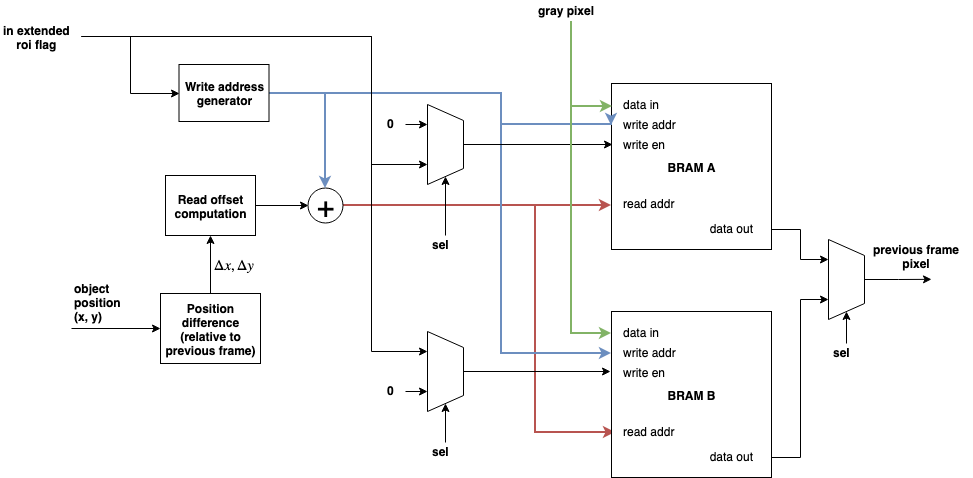 gray pixel
in extended
roi flag
Write address
generator
0
data in
write addr
write en
BRAM A
read addr
data out
Read offset
computation
+
sel
Δx, Δy
previous frame
pixel
object
position
(x, y)
Position
difference
(relative to
previous frame)
data in
write addr
write en
BRAM B
read addr
data out
0
sel
sel